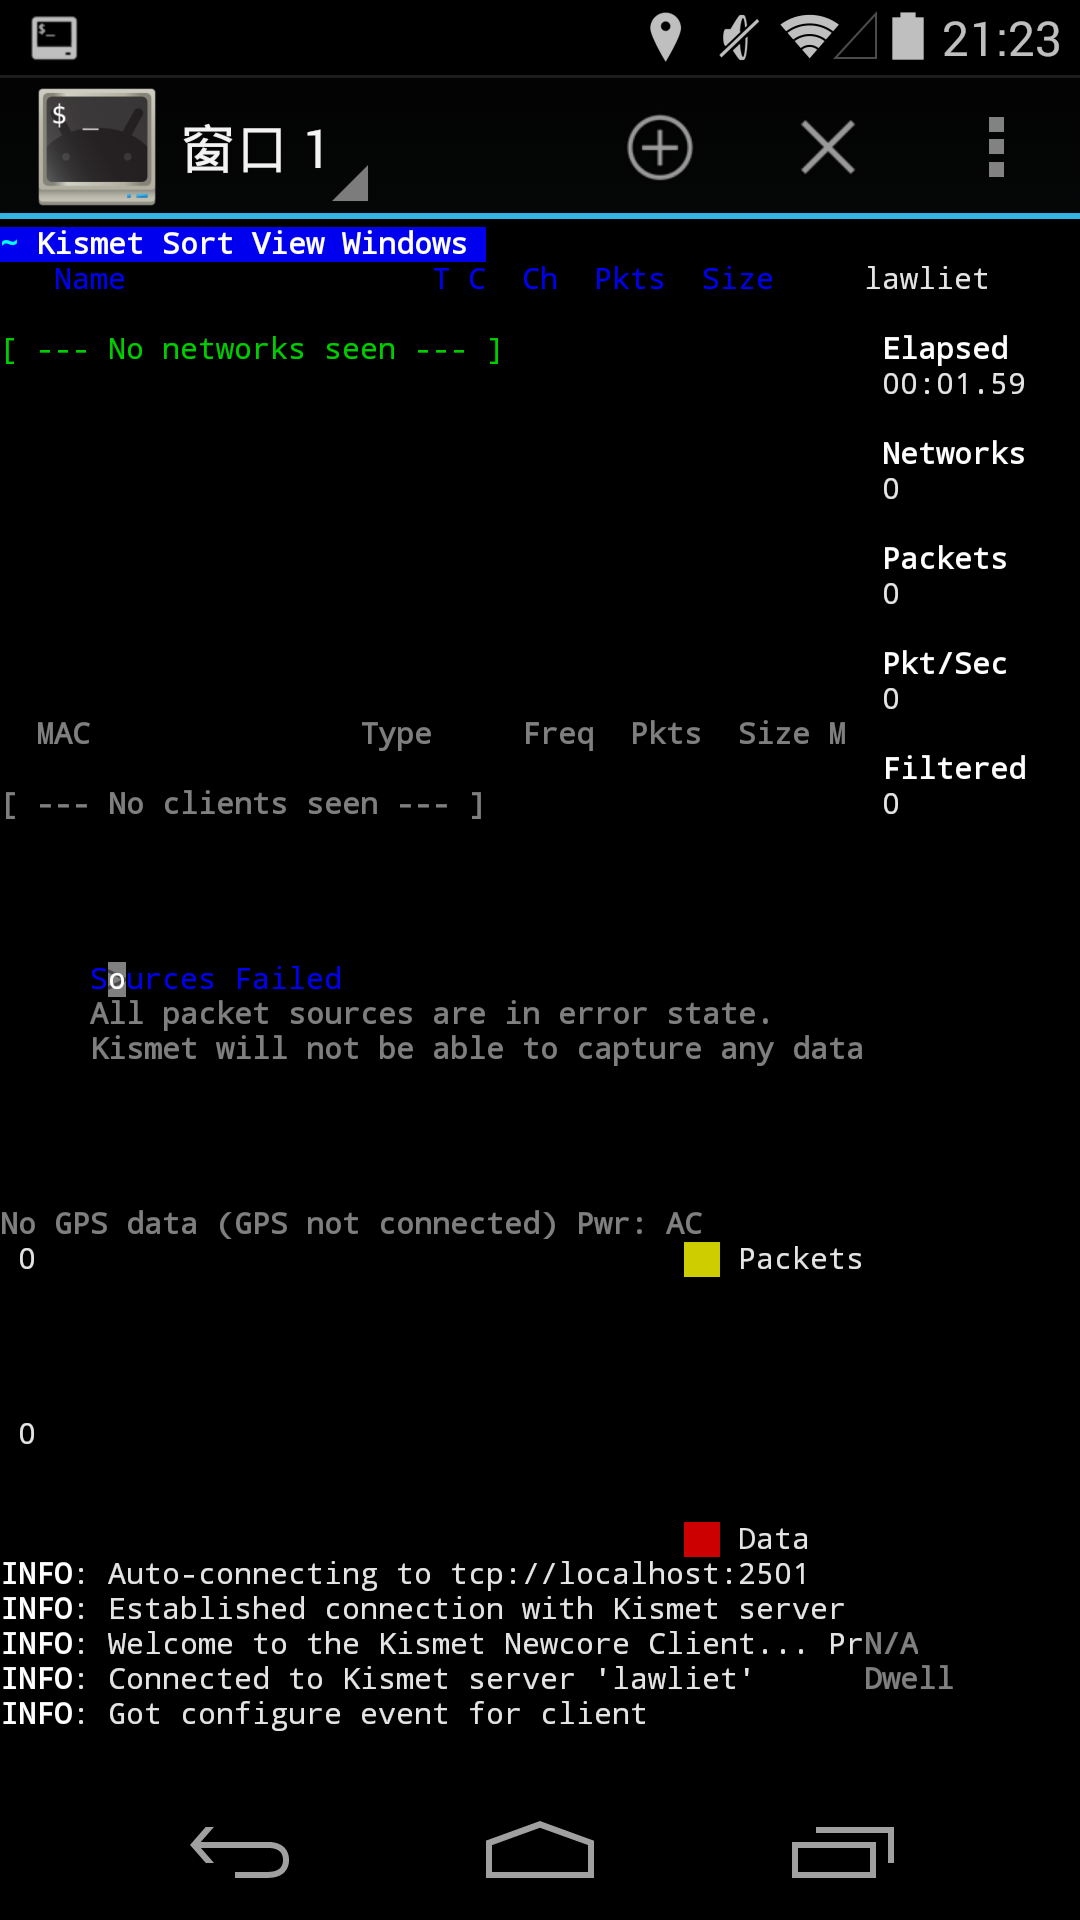 21:23
$ _
窗口 1
~ Kismet Sort View Windows
Name T C Ch Pkts Size lawliet
[ --- No networks seen --- ]
Elapsed
00:01.59
Networks
0
Packets
0
Pkt/Sec
0
MAC Type Freq Pkts Size M
Filtered
[ --- No clients seen --- ]
0
Sources Failed
All packet sources are in error state.
Kismet will not be able to capture any data
No GPS data (GPS not connected) Pwr: AC
0 Packets
0
Data
INFO: Auto-connecting to tcp://localhost:2501
INFO: Established connection with Kismet server
INFO: Welcome to the Kismet Newcore Client... PrN/A
INFO: Connected to Kismet server 'lawliet' Dwell
INFO: Got configure event for client